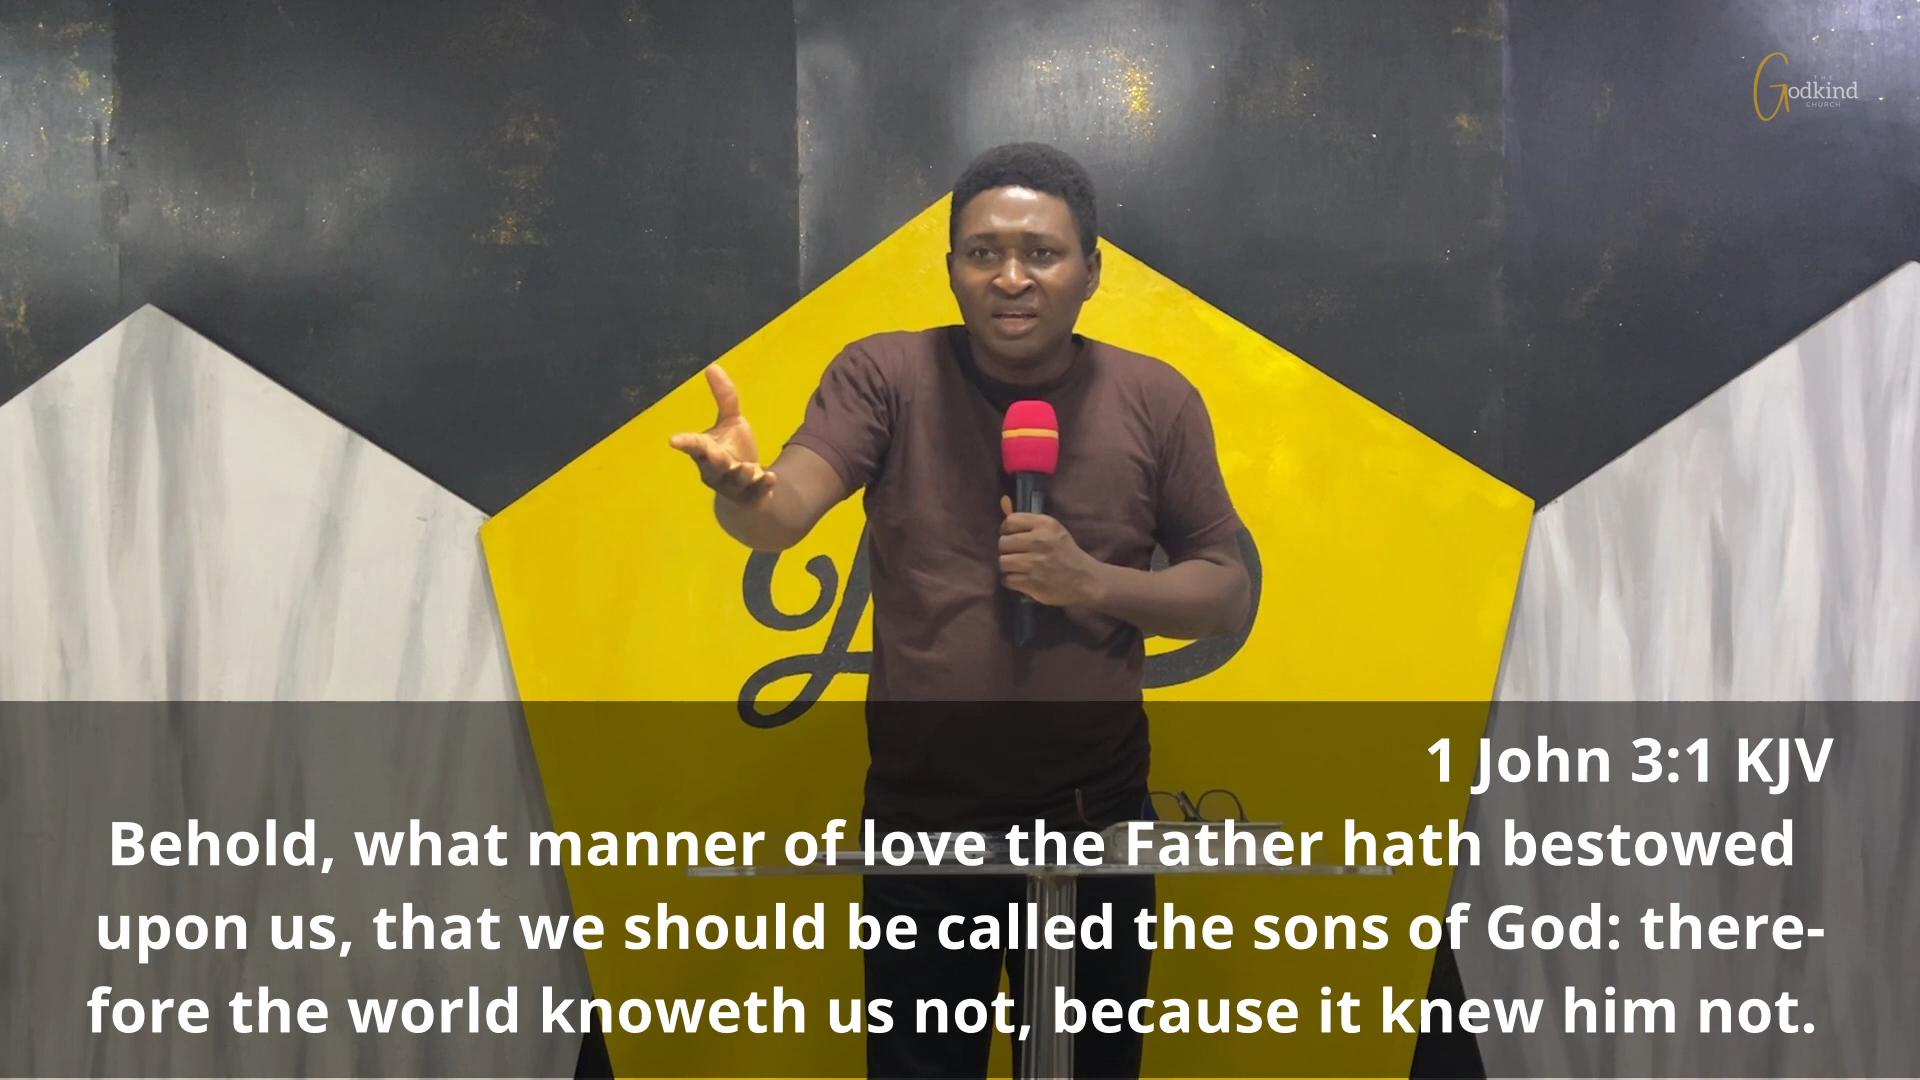 THE
Godkind
CHURCH
1 John 3:1 KJV
Behold, what manner of love the Father hath bestowed
upon us, that we should be called the sons of God: there-
fore the world knoweth us not, because it knew him not.